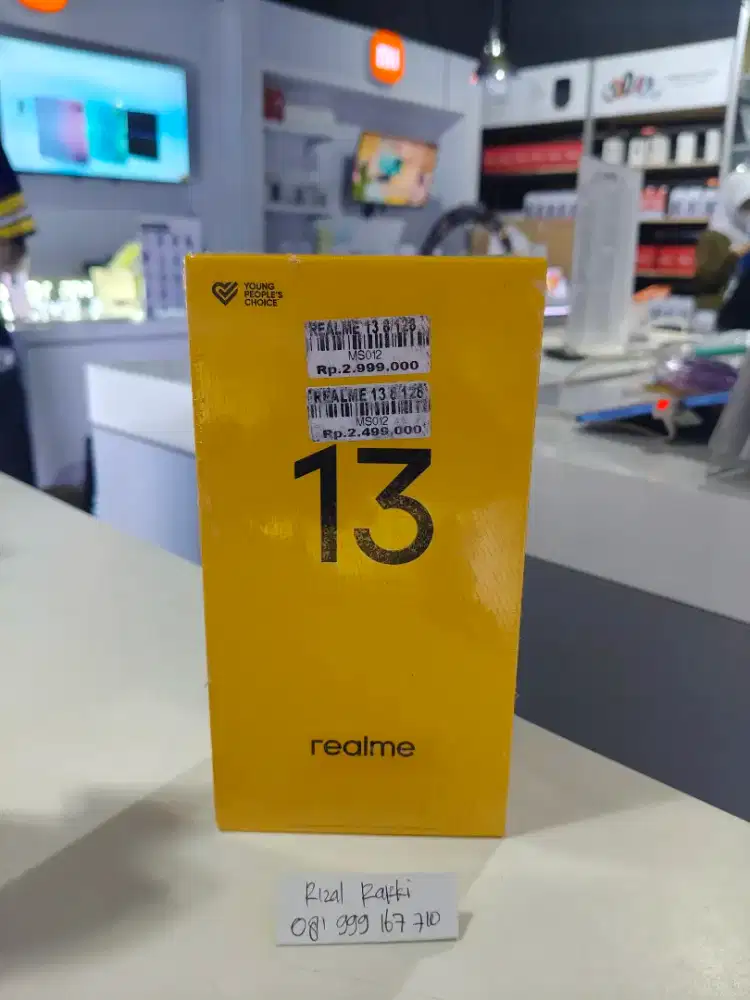 YOUNG
PEOPLE'S
CHOICE
REALME 13 8/128
MS012
Rp.2.999.000
REALME 13 8 128
MS012
Rp.2.499.000
13
realme
Rizal Rakki
081 999 167 710